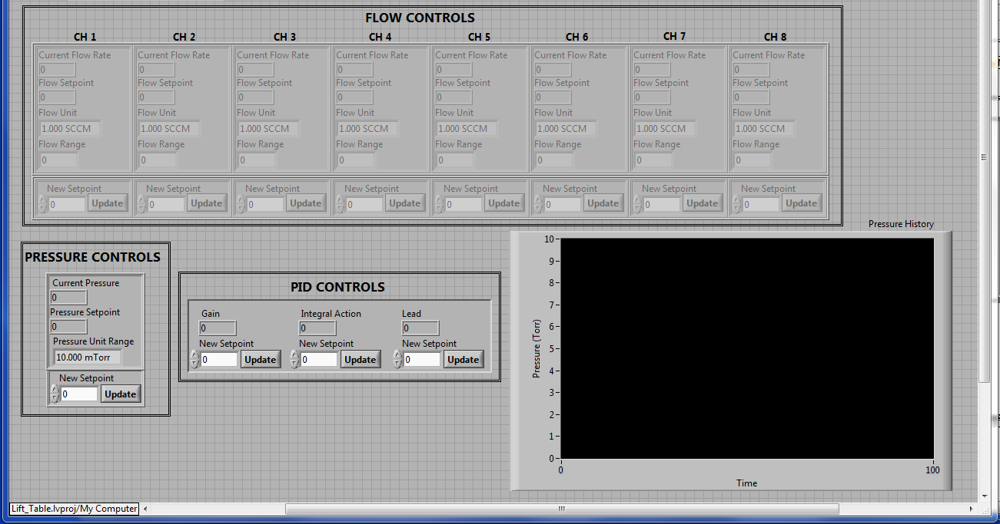 FLOW CONTROLS
CH 1 CH 2 CH 3 CH 4 CH 5 CH 6 CH 7 CH 8
Current Flow Rate Current Flow Rate Current Flow Rate Current Flow Rate Current Flow Rate Current Flow Rate Current Flow Rate Current Flow Rate
0 0 0 0 0 0 0 0
Flow Setpoint Flow Setpoint Flow Setpoint Flow Setpoint Flow Setpoint Flow Setpoint Flow Setpoint Flow Setpoint
0 0 0 0 0 0 0 0
Flow Unit Flow Unit Flow Unit Flow Unit Flow Unit Flow Unit Flow Unit Flow Unit
1.000 SCCM 1.000 SCCM 1.000 SCCM 1.000 SCCM 1.000 SCCM 1.000 SCCM 1.000 SCCM 1.000 SCCM
Flow Range Flow Range Flow Range Flow Range Flow Range Flow Range Flow Range Flow Range
0 0 0 0 0 0 0 0
New Setpoint New Setpoint New Setpoint New Setpoint New Setpoint New Setpoint New Setpoint New Setpoint
0 Update 0 Update 0 Update 0 Update 0 Update 0 Update 0 Update 0 Update
PRESSURE CONTROLS
Current Pressure
0
Pressure Setpoint
0
Pressure Unit Range
10.000 mTorr
New Setpoint
0 Update
PID CONTROLS
Gain Integral Action Lead
0 0 0
New Setpoint New Setpoint New Setpoint
0 Update 0 Update 0 Update
Pressure History
10
9
8
7
6
5
4
3
2
1
0
Pressure (Torr)
0 100
Time
Lift_Table.lvproj/My Computer